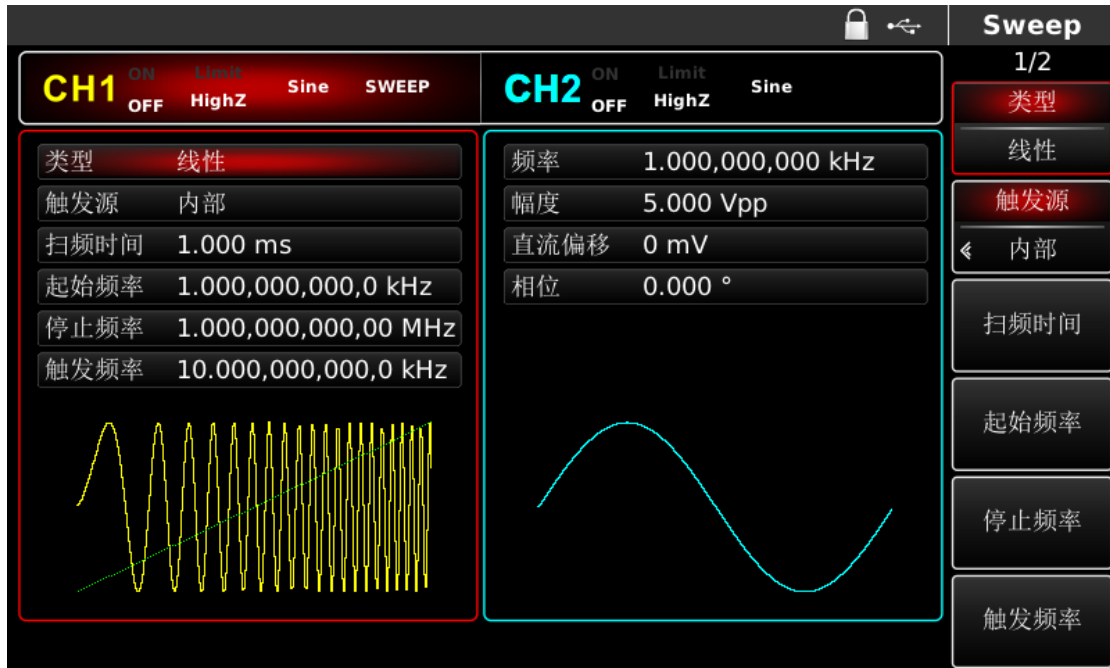 Sweep
1/2
CH1 ON OFF Limit HighZ Sine SWEEP
CH2 ON OFF Limit HighZ Sine
类型 线性
触发源 内部
扫频时间 1.000 ms
起始频率 1.000,000,000,0 kHz
停止频率 1.000,000,000,00 MHz
触发频率 10.000,000,000,0 kHz
频率 1.000,000,000 kHz
幅度 5.000 Vpp
直流偏移 0 mV
相位 0.000 °
类型
线性
触发源
内部
扫频时间
起始频率
停止频率
触发频率